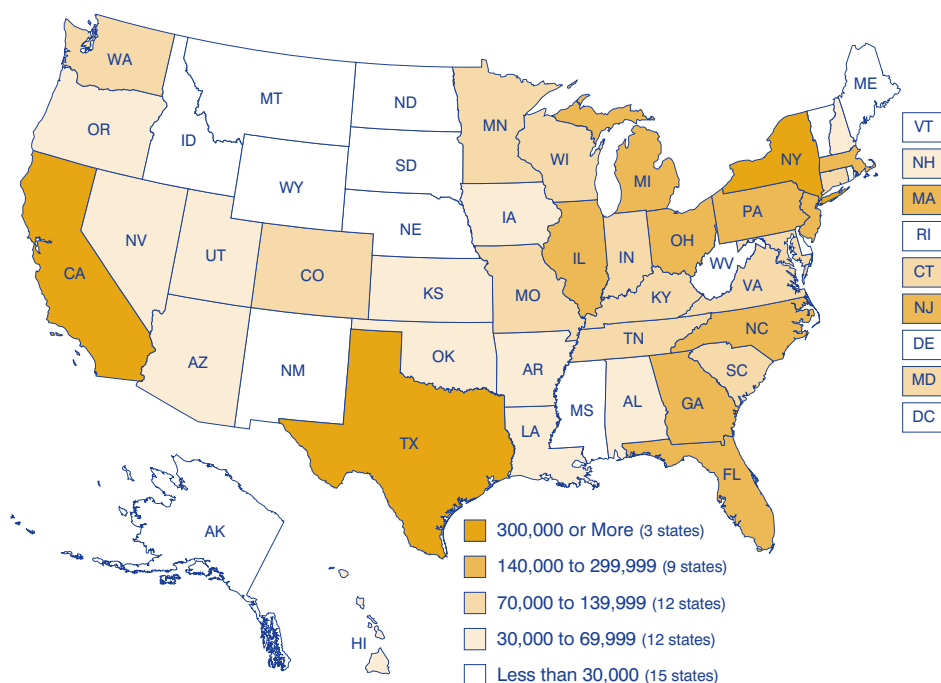 WA
MT
ND
MN
ME
VT
OR
ID
SD
WI
NY
NH
WY
MI
MA
PA
IA
NE
RI
NV
UT
CO
IL
IN
OH
WV
CT
CA
KS
MO
KY
VA
NJ
AZ
NM
OK
AR
TN
NC
DE
SC
MD
MS
AL
GA
DC
TX
LA
FL
AK
HI
300,000 or More (3 states)
140,000 to 299,999 (9 states)
70,000 to 139,999 (12 states)
30,000 to 69,999 (12 states)
Less than 30,000 (15 states)